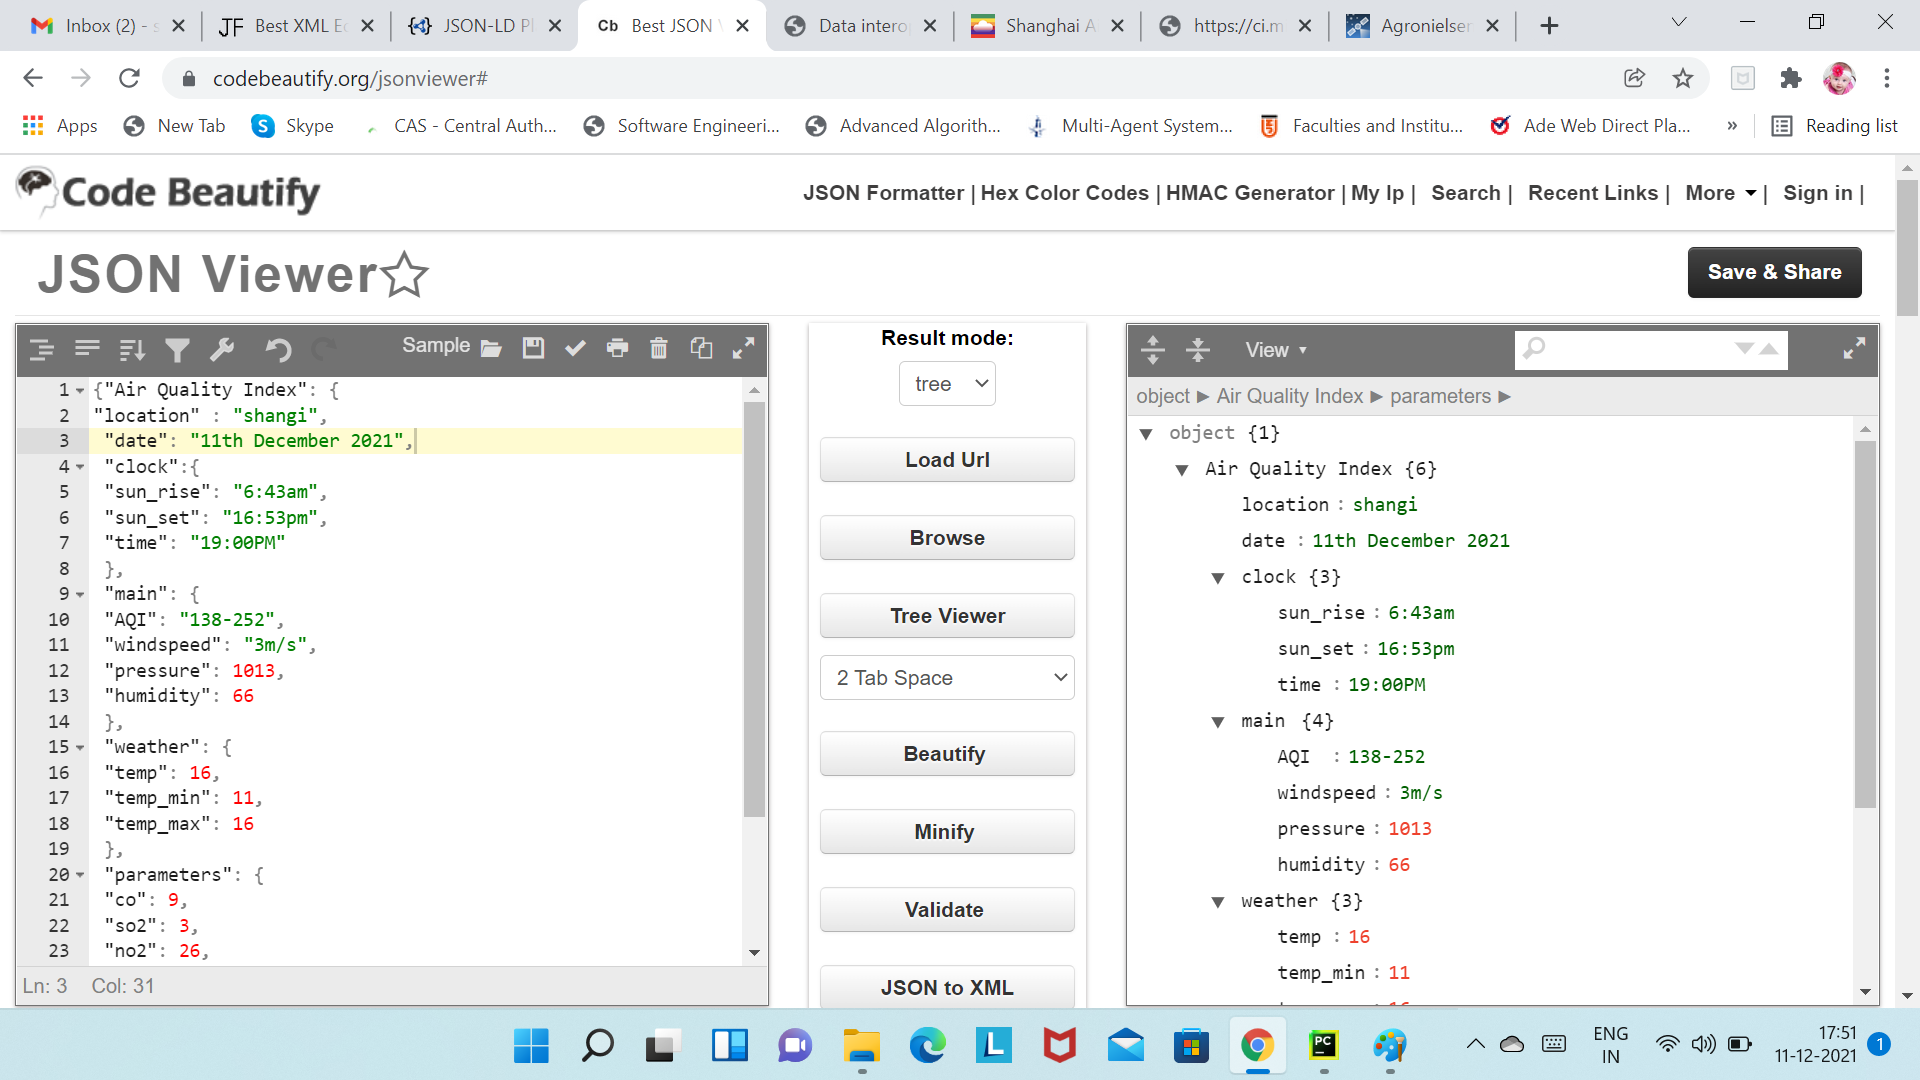 Inbox (2) - s
Best XML E
JSON-LD Pl
Best JSON
Data intero
Shanghai A
https://ci.m
Agronielser
codebeautify.org/jsonviewer#
Apps
New Tab
Skype
CAS - Central Auth...
Software Engineeri...
Advanced Algorith...
Multi-Agent System...
Faculties and Institu...
Ade Web Direct Pla...
»
Reading list
Code Beautify
JSON Formatter | Hex Color Codes | HMAC Generator | My Ip | Search | Recent Links | More | Sign in |
JSON Viewer
Save & Share
Sample
1 {"Air Quality Index": {
2 "location" : "shangi",
3 "date": "11th December 2021",
4 "clock":{
5 "sun_rise": "6:43am",
6 "sun_set": "16:53pm",
7 "time": "19:00PM"
8 },
9 "main": {
10 "AQI": "138-252",
11 "windspeed": "3m/s",
12 "pressure": 1013,
13 "humidity": 66
14 },
15 "weather": {
16 "temp": 16,
17 "temp_min": 11,
18 "temp_max": 16
19 },
20 "parameters": {
21 "co": 9,
22 "so2": 3,
23 "no2": 26,
Ln: 3 Col: 31
Result mode:
tree
Load Url
Browse
Tree Viewer
2 Tab Space
Beautify
Minify
Validate
JSON to XML
View
object ► Air Quality Index ► parameters ►
object {1}
Air Quality Index {6}
location : shangi
date : 11th December 2021
clock {3}
sun_rise : 6:43am
sun_set : 16:53pm
time : 19:00PM
main {4}
AQI : 138-252
windspeed : 3m/s
pressure : 1013
humidity : 66
weather {3}
temp : 16
temp_min : 11
ENG
IN
17:51
11-12-2021
1